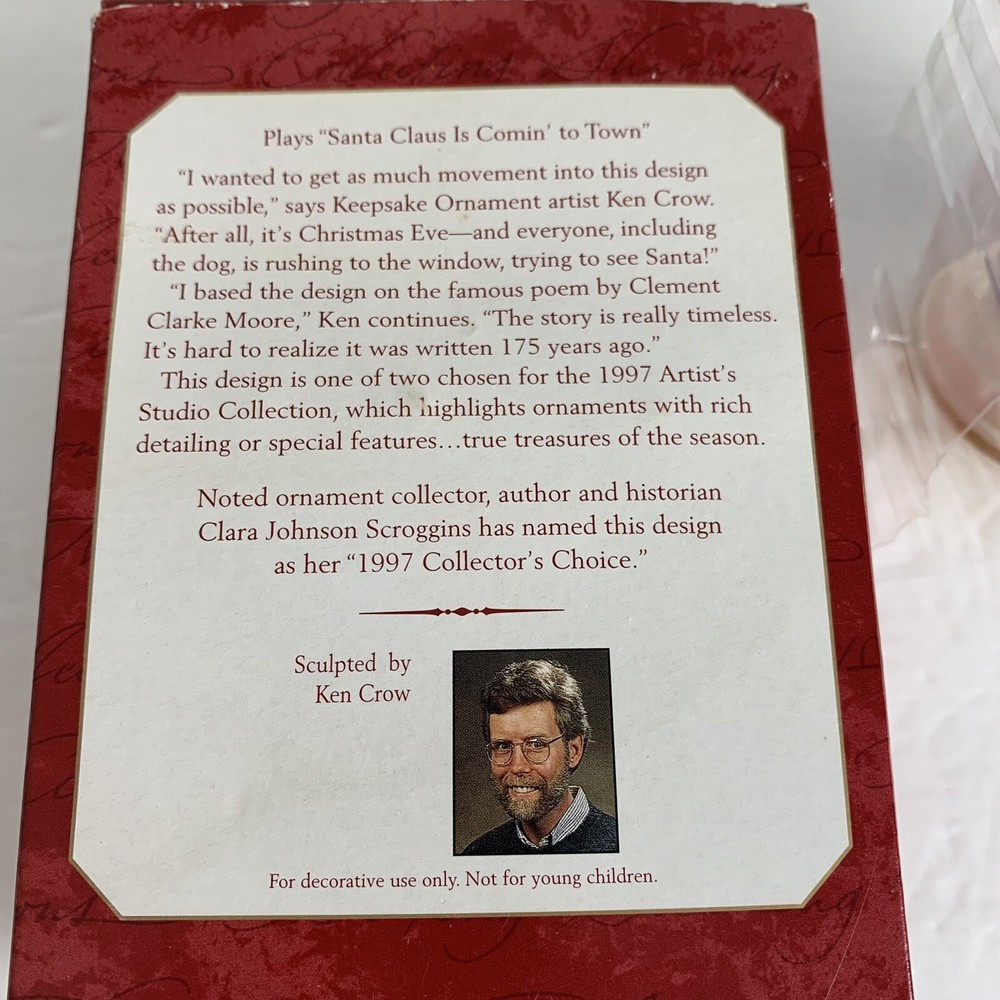 Plays "Santa Claus Is Comin' to Town"
"I wanted to get as much movement into this design
as possible," says Keepsake Ornament artist Ken Crow.
"After all, it's Christmas Eve—and everyone, including
the dog, is rushing to the window, trying to see Santa!"
"I based the design on the famous poem by Clement
Clarke Moore," Ken continues. "The story is really timeless.
It's hard to realize it was written 175 years ago."
This design is one of two chosen for the 1997 Artist's
Studio Collection, which highlights ornaments with rich
detailing or special features...true treasures of the season.
Noted ornament collector, author and historian
Clara Johnson Scroggins has named this design
as her "1997 Collector's Choice."
Sculpted by
Ken Crow
For decorative use only. Not for young children.